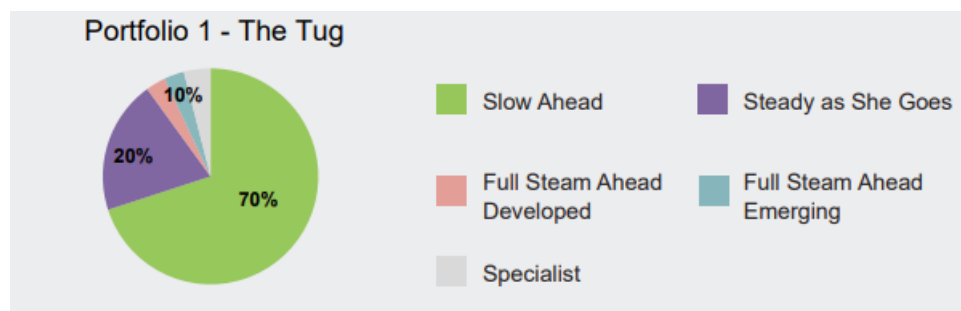 Portfolio 1 - The Tug
10%
20%
70%
Slow Ahead
Steady as She Goes
Full Steam Ahead
Developed
Full Steam Ahead
Emerging
Specialist